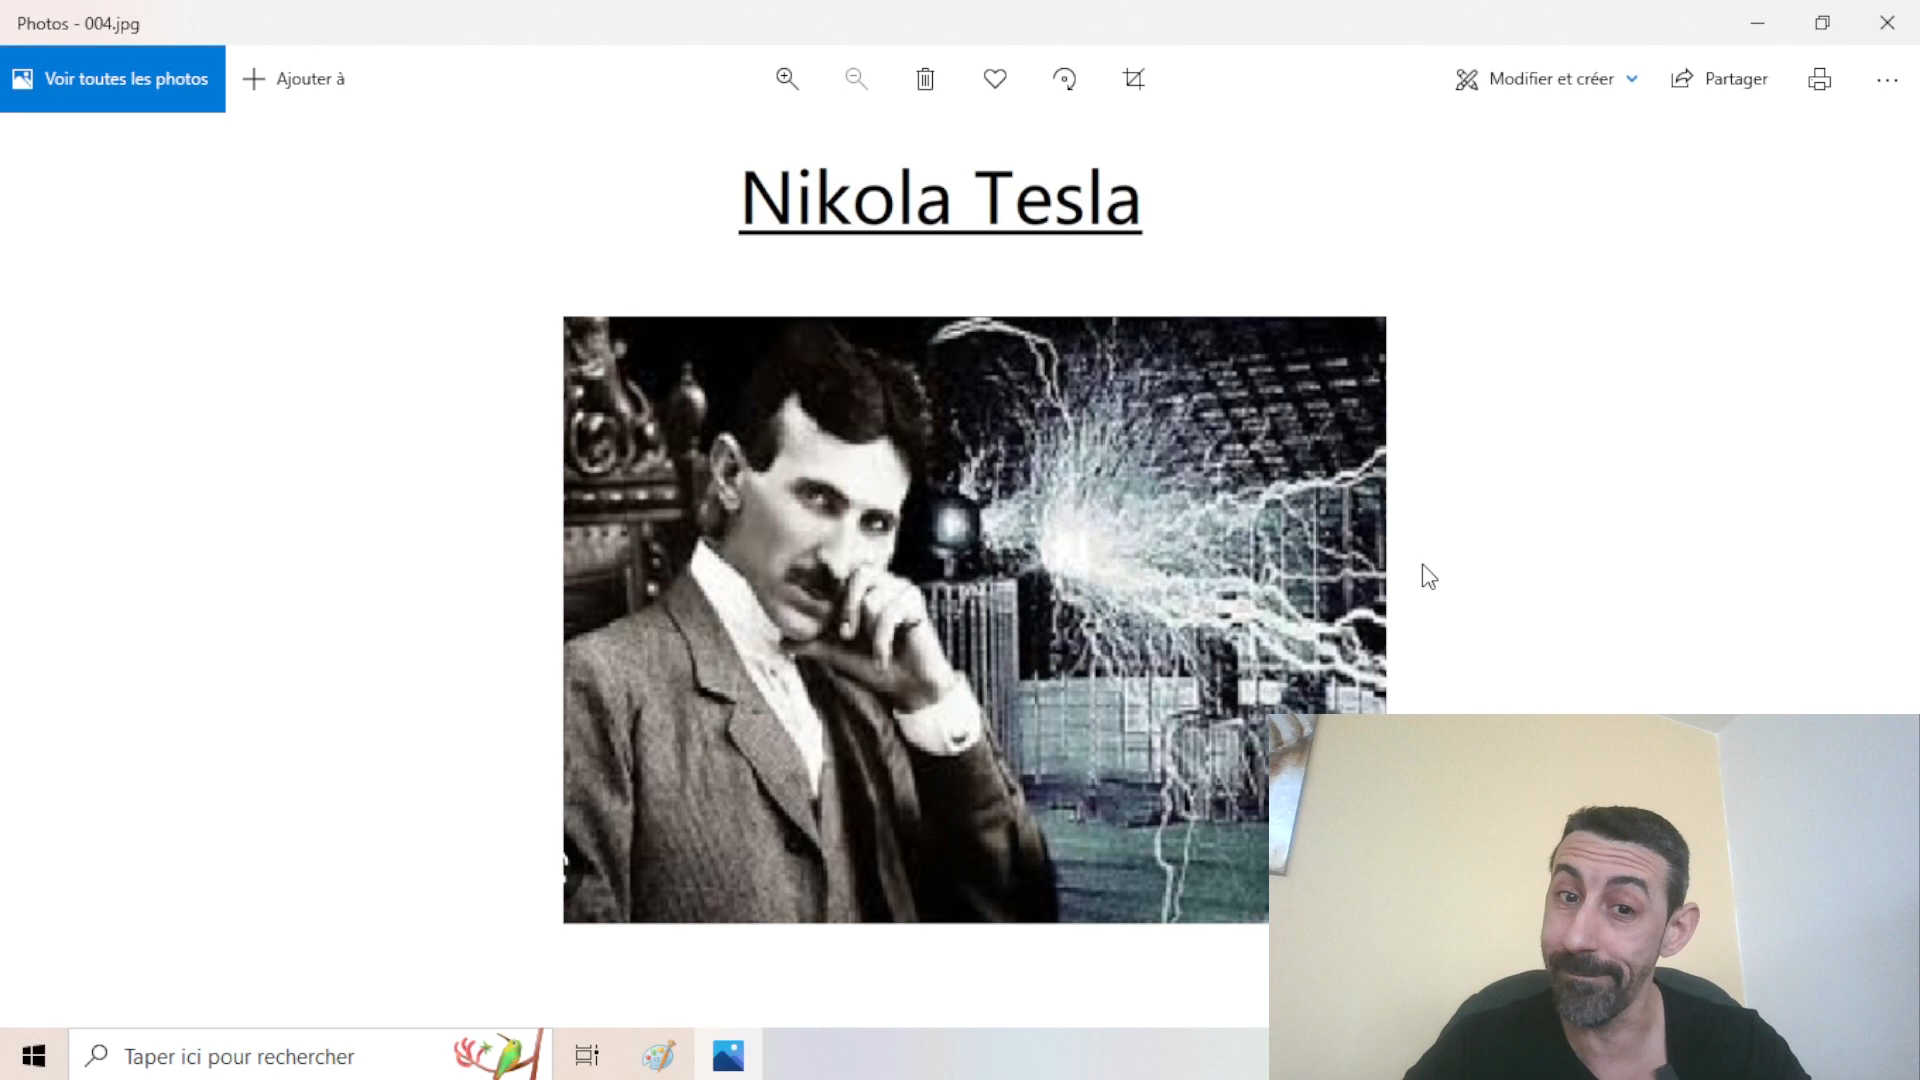 Photos - 004.jpg
Voir toutes les photos
Ajouter à
Modifier et créer
Partager
Nikola Tesla
Taper ici pour rechercher